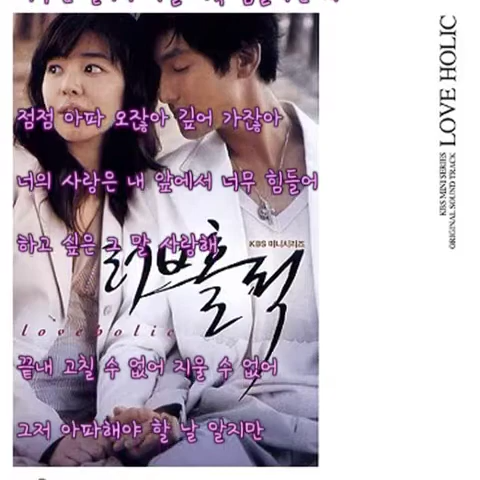 점점 아파 오잖아 깊어 가잖아
너의 사랑은 내 앞에서 너무 힘들어
하고 싶은 그 말 사랑해
KBS 미니시리즈
러브홀릭
loveholic
끝내 고칠 수 없어 지울 수 없어
그저 아파해야 할 날 알지만
KBS MINI SERIES
ORIGINAL SOUND TRACK
LOVE HOLIC